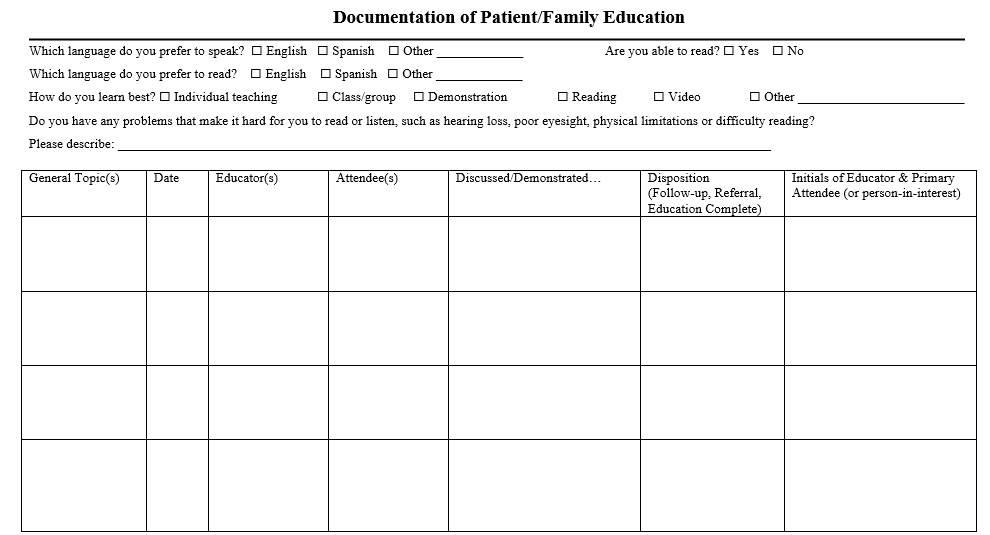 Documentation of Patient/Family Education
Which language do you prefer to speak? ☐ English ☐ Spanish ☐ Other ______________ Are you able to read? ☐ Yes ☐ No
Which language do you prefer to read? ☐ English ☐ Spanish ☐ Other ______________
How do you learn best? ☐ Individual teaching ☐ Class/group ☐ Demonstration ☐ Reading ☐ Video ☐ Other ___________________________
Do you have any problems that make it hard for you to read or listen, such as hearing loss, poor eyesight, physical limitations or difficulty reading?
Please describe: ______________________________________________
General Topic(s) Date Educator(s) Attendee(s) Discussed/Demonstrated… Disposition Initials of Educator & Primary
(Follow-up, Referral, Attendee (or person-in-interest)
Education Complete)